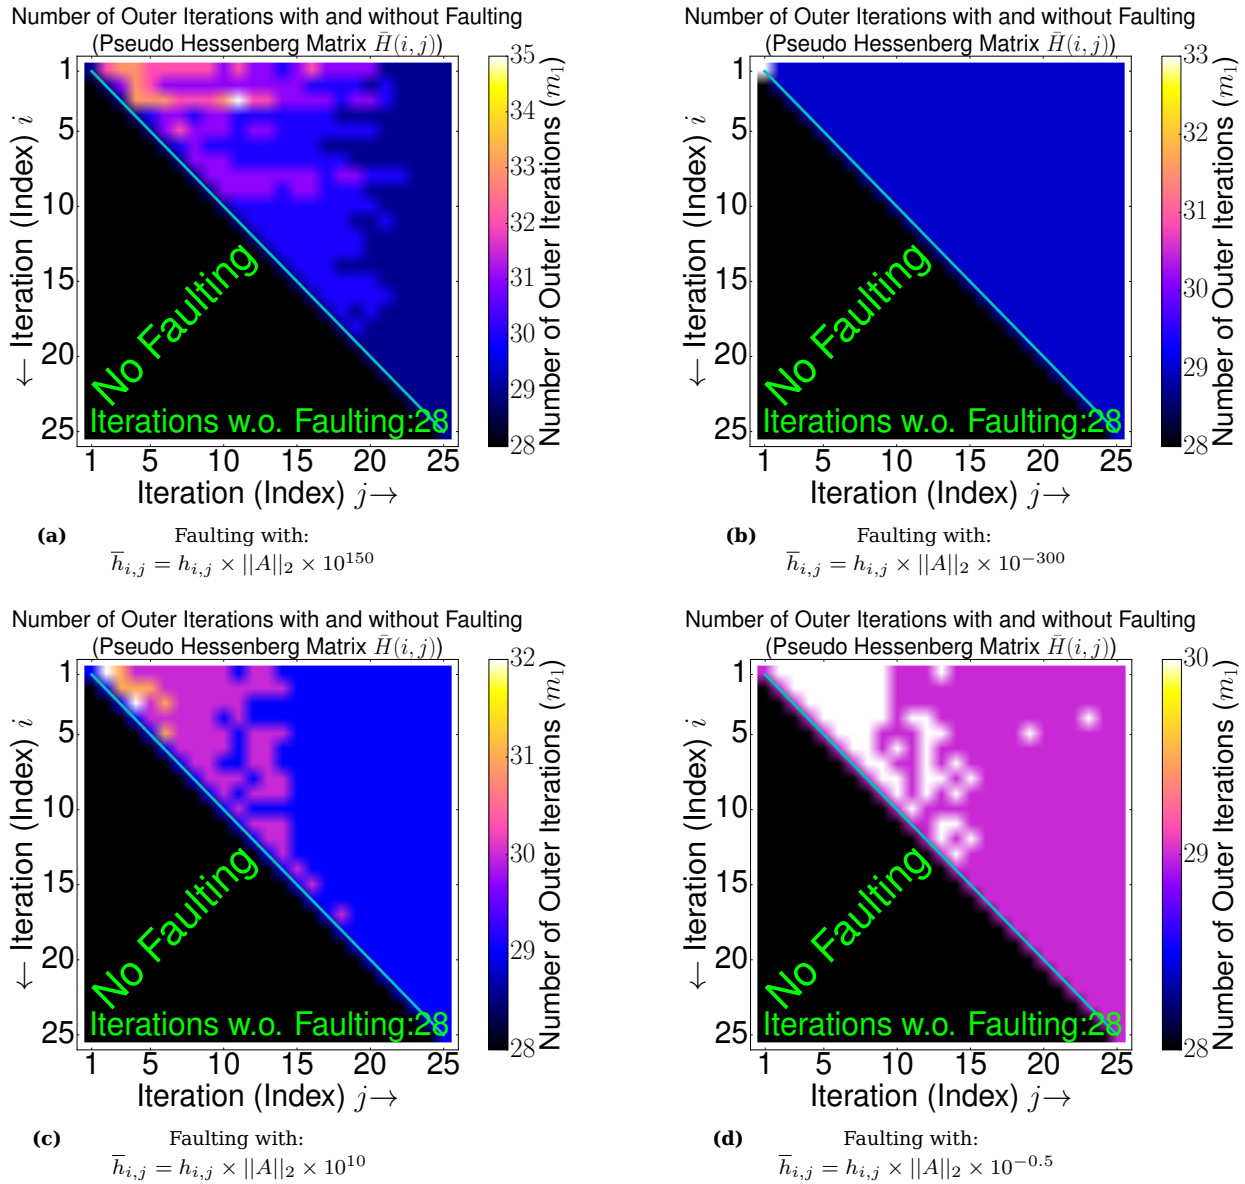 Number of Outer Iterations with and without Faulting
(Pseudo Hessenberg Matrix H̄(i, j))
← Iteration (Index) i
1
5
10
15
20
25
No Faulting
Iterations w.o. Faulting:28
1 5 10 15 20 25
Iteration (Index) j→
35
34
33
32
31
30
29
28
Number of Outer Iterations (m₁)
(a) Faulting with:
h̅ᵢ,ⱼ = hᵢ,ⱼ × ||A||₂ × 10¹⁵⁰
Number of Outer Iterations with and without Faulting
(Pseudo Hessenberg Matrix H̄(i, j))
← Iteration (Index) i
1
5
10
15
20
25
No Faulting
Iterations w.o. Faulting:28
1 5 10 15 20 25
Iteration (Index) j→
33
32
31
30
29
28
Number of Outer Iterations (m₁)
(b) Faulting with:
h̅ᵢ,ⱼ = hᵢ,ⱼ × ||A||₂ × 10⁻³⁰⁰
Number of Outer Iterations with and without Faulting
(Pseudo Hessenberg Matrix H̄(i, j))
← Iteration (Index) i
1
5
10
15
20
25
No Faulting
Iterations w.o. Faulting:28
1 5 10 15 20 25
Iteration (Index) j→
32
31
30
29
28
Number of Outer Iterations (m₁)
(c) Faulting with:
h̅ᵢ,ⱼ = hᵢ,ⱼ × ||A||₂ × 10¹⁰
Number of Outer Iterations with and without Faulting
(Pseudo Hessenberg Matrix H̄(i, j))
← Iteration (Index) i
1
5
10
15
20
25
No Faulting
Iterations w.o. Faulting:28
1 5 10 15 20 25
Iteration (Index) j→
30
29
28
Number of Outer Iterations (m₁)
(d) Faulting with:
h̅ᵢ,ⱼ = hᵢ,ⱼ × ||A||₂ × 10⁻⁰·⁵